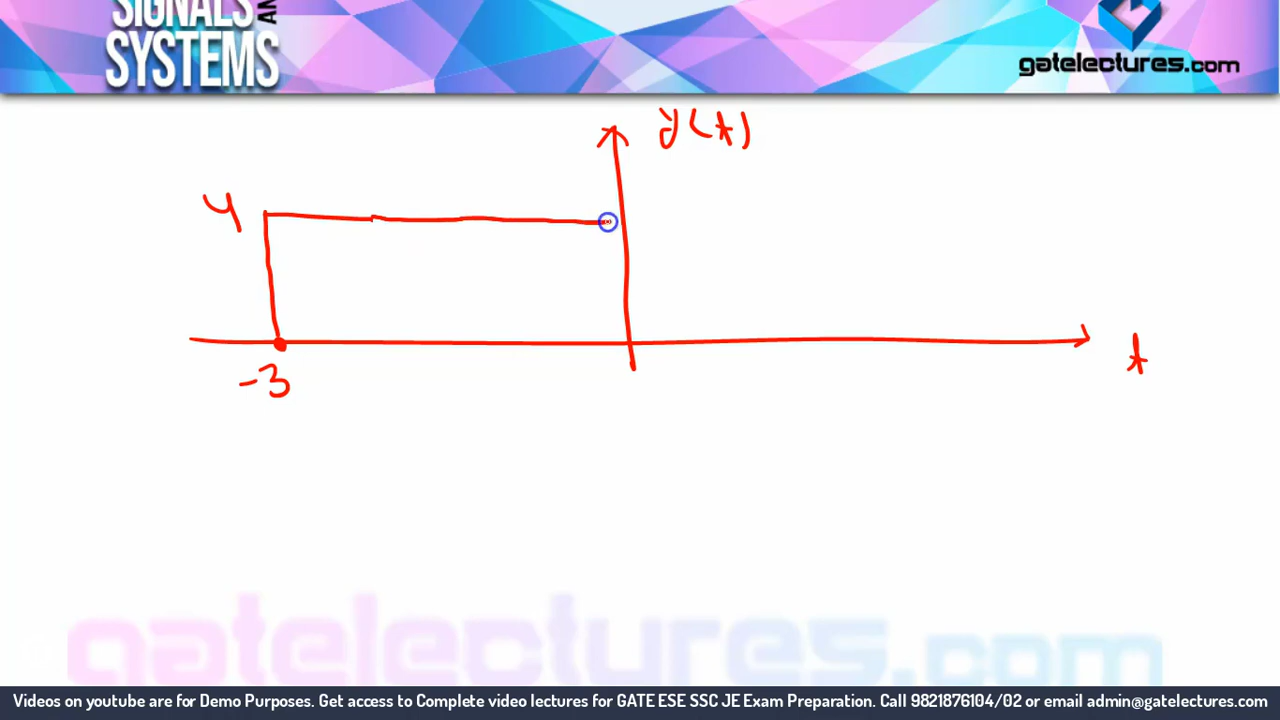 SIGNALS AND
SYSTEMS
gatelectures.com
y(t)
4
-3
t
gatelectures.com
Videos on youtube are for Demo Purposes. Get access to Complete video lectures for GATE ESE SSC JE Exam Preparation. Call 9821876104/02 or email admin@gatelectures.com